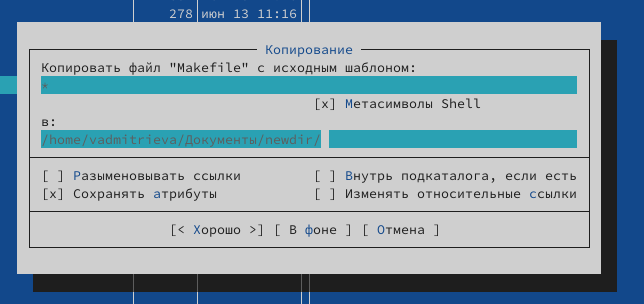 278 июн 13 11:16
Копирование
Копировать файл "Makefile" с исходным шаблоном:
*
[x] Метасимволы Shell
в:
/home/vadmitrieva/Документы/newdir/
[ ] Разыменовывать ссылки [ ] Внутрь подкаталога, если есть
[x] Сохранять атрибуты [ ] Изменять относительные ссылки
[< Хорошо >] [ В фоне ] [ Отмена ]